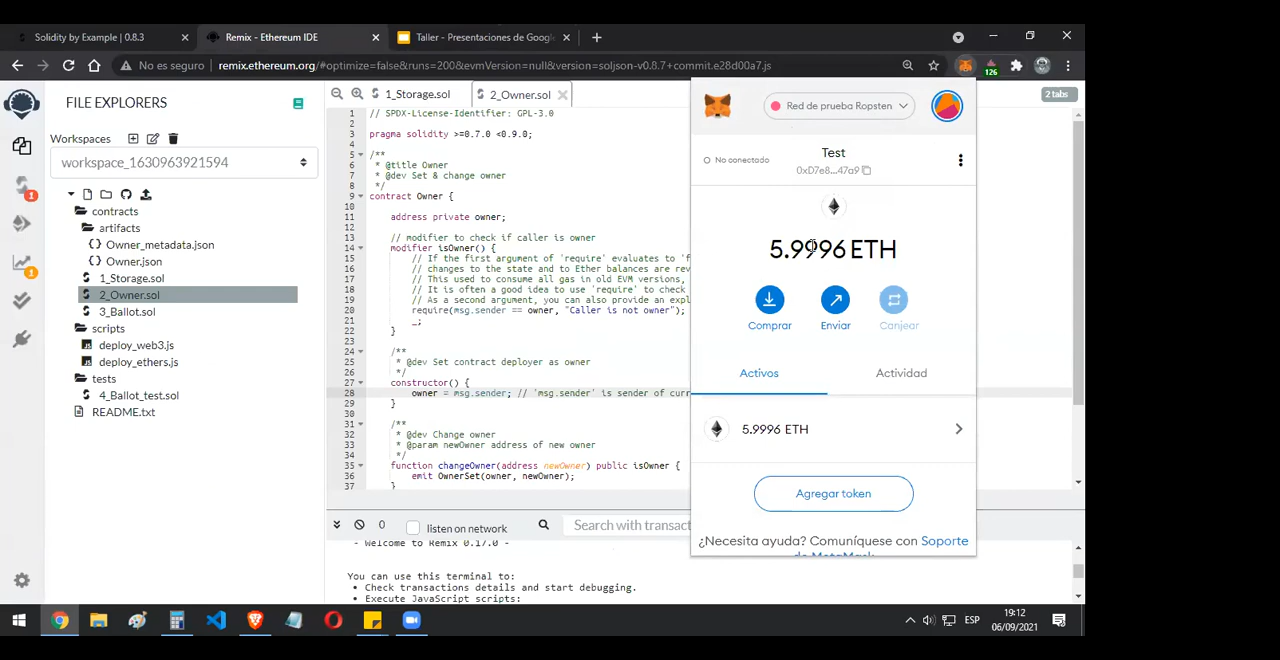 Solidity by Example | 0.8.3
Remix - Ethereum IDE
Taller - Presentaciones de Google
No es seguro
remix.ethereum.org/#optimize=false&runs=200&evmVersion=null&version=soljson-v0.8.7+commit.e28d00a7.js
126
FILE EXPLORERS
Workspaces
workspace_1630963921594
contracts
artifacts
Owner_metadata.json
Owner.json
1_Storage.sol
2_Owner.sol
3_Ballot.sol
scripts
deploy_web3.js
deploy_ethers.js
tests
4_Ballot_test.sol
README.txt
1
1
1_Storage.sol
2_Owner.sol
2 tabs
1 // SPDX-License-Identifier: GPL-3.0
2
3 pragma solidity >=0.7.0 <0.9.0;
4
5 /**
6 * @title Owner
7 * @dev Set & change owner
8 */
9 contract Owner {
10
11 address private owner;
12
13 // modifier to check if caller is owner
14 modifier isOwner() {
15 // If the first argument of 'require' evaluates to 'f
16 // changes to the state and to Ether balances are rev
17 // This used to consume all gas in old EVM versions,
18 // It is often a good idea to use 'require' to check
19 // As a second argument, you can also provide an expl
20 require(msg.sender == owner, "Caller is not owner");
21 _;
22 }
23
24 /**
25 * @dev Set contract deployer as owner
26 */
27 constructor() {
28 owner = msg.sender; // 'msg.sender' is sender of curr
29 }
30
31 /**
32 * @dev Change owner
33 * @param newOwner address of new owner
34 */
35 function changeOwner(address newOwner) public isOwner {
36 emit OwnerSet(owner, newOwner);
37
0
listen on network
Search with transact
- Welcome to Remix 0.17.0 -
You can use this terminal to:
• Check transactions details and start debugging.
• Execute JavaScript scripts:
Red de prueba Ropsten
No conectado
Test
0xD7e8...47a9
5.9996 ETH
Comprar
Enviar
Canjear
Activos
Actividad
5.9996 ETH
Agregar token
¿Necesita ayuda? Comuníquese con Soporte
de MetaMask
ESP
19:12
06/09/2021